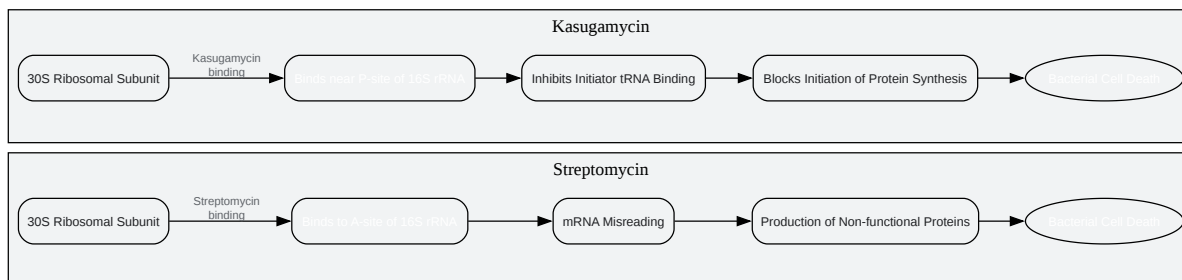 Kasugamycin
30S Ribosomal Subunit
Kasugamycin
binding
Binds near P-site of 16S rRNA
Inhibits Initiator tRNA Binding
Blocks Initiation of Protein Synthesis
Bacterial Cell Death
Streptomycin
30S Ribosomal Subunit
Streptomycin
binding
Binds to A-site of 16S rRNA
mRNA Misreading
Production of Non-functional Proteins
Bacterial Cell Death